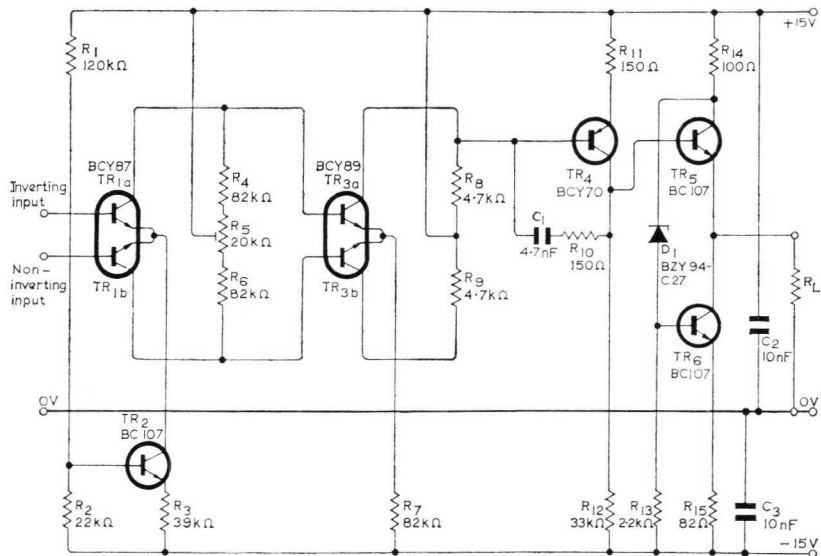 +15V
R1
120kΩ
R11
150Ω
R14
100Ω
BCY87
TR1a
Inverting
input
Non-
inverting
input
TR1b
R4
82kΩ
R5
20kΩ
R6
82kΩ
BCY89
TR3a
TR3b
R8
4·7kΩ
R9
4·7kΩ
C1
4·7nF
R10
150Ω
TR4
BCY70
TR5
BC107
D1
BZY94-
C27
TR6
BC107
RL
C2
10nF
0V
0V
TR2
BC107
R2
22kΩ
R3
39kΩ
R7
82kΩ
R12
33kΩ
R13
2·2kΩ
R15
82Ω
C3
10nF
-15V